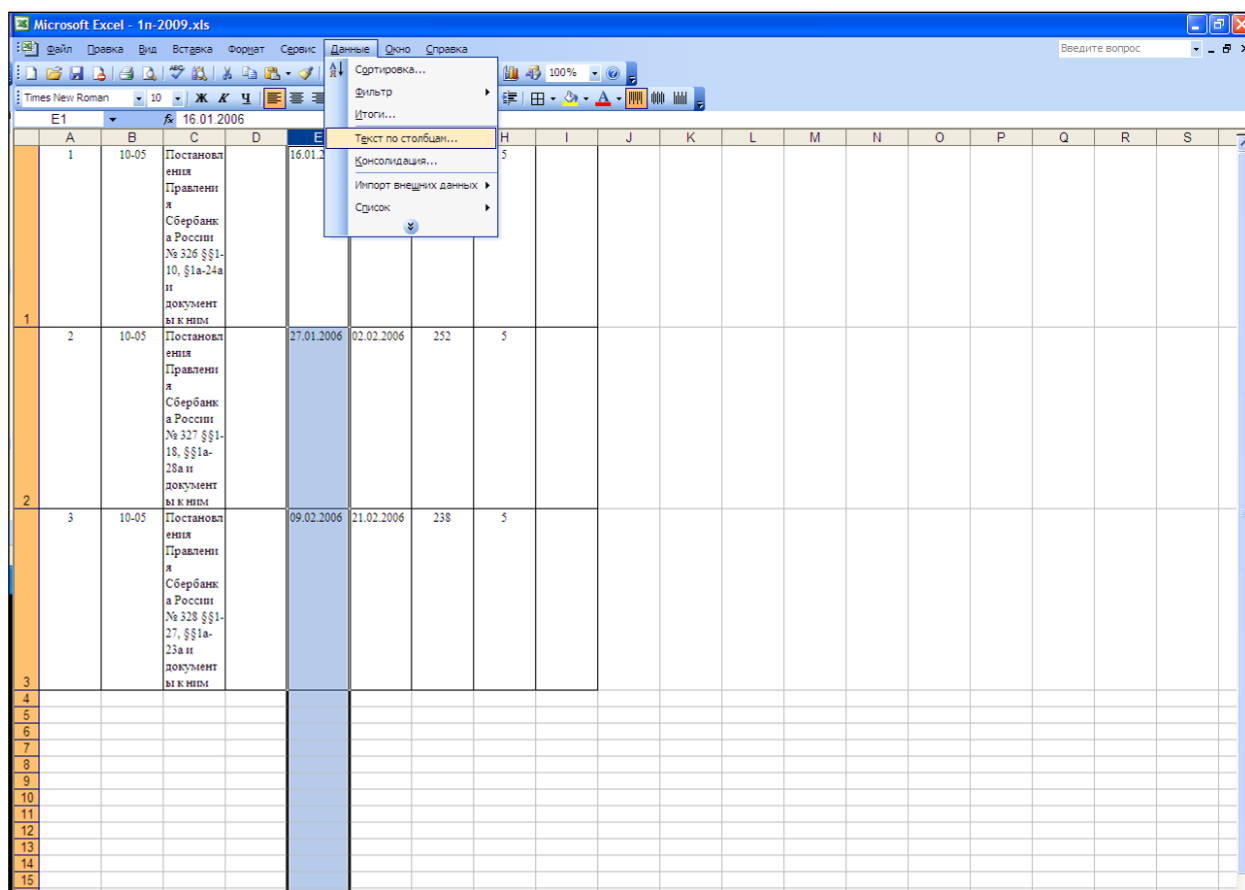 Microsoft Excel - 1п-2009.xls
Файл Правка Вид Вставка Формат Сервис Данные Окно Справка Введите вопрос
100%
Times New Roman 10 Ж К Ч
E1 fx 16.01.2006
Сортировка...
Фильтр
Итоги...
Текст по столбцам...
Консолидация...
Импорт внешних данных
Список
A B C D E H I J K L M N O P Q R S
1 10-05 Постановл 16.01.2 5
ения
Правлени
я
Сбербанк
а России
№ 326 §§1-
10, §1а-24а
и
документ
1 ы к ним
2 10-05 Постановл 27.01.2006 02.02.2006 252 5
ения
Правлени
я
Сбербанк
а России
№ 327 §§1-
18, §§1а-
28а и
документ
2 ы к ним
3 10-05 Постановл 09.02.2006 21.02.2006 238 5
ения
Правлени
я
Сбербанк
а России
№ 328 §§1-
27, §§1а-
23а и
документ
3 ы к ним
4
5
6
7
8
9
10
11
12
13
14
15